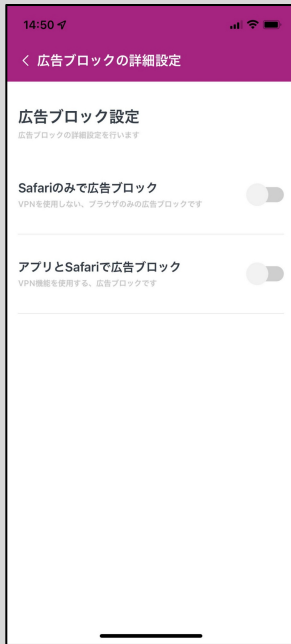 14:50
広告ブロックの詳細設定
広告ブロック設定
広告ブロックの詳細設定を行います
Safariのみで広告ブロック
VPNを使用しない、ブラウザのみの広告ブロックです
アプリとSafariで広告ブロック
VPN機能を使用する、広告ブロックです